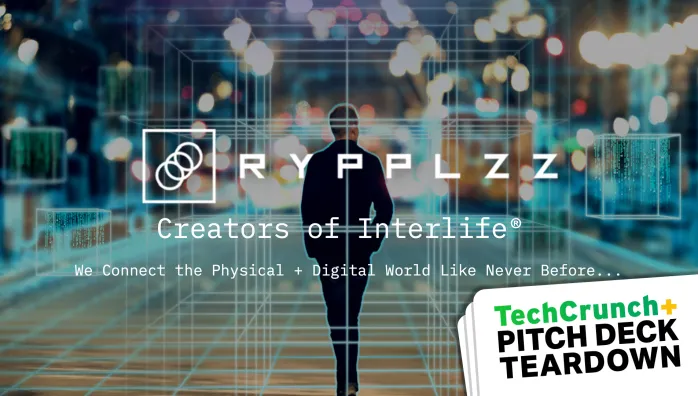 RYPPLZZ
Creators of Interlife®
We Connect the Physical + Digital World Like Never Before...
TechCrunch+
PITCH DECK
TEARDOWN